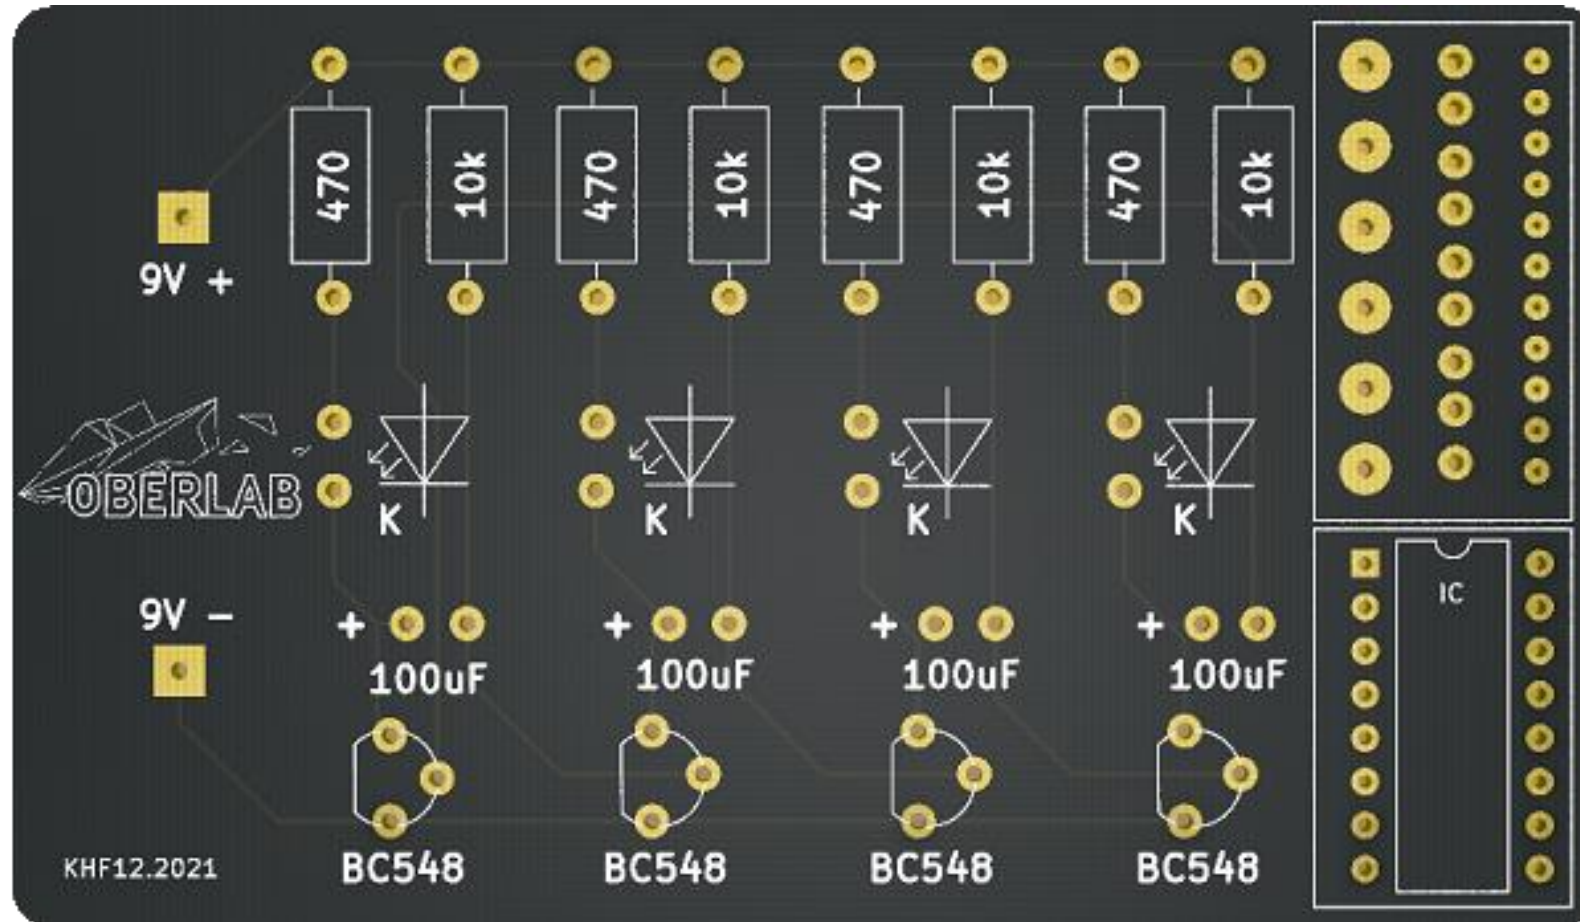 470 10k 470 10k 470 10k 470 10k
9V +
OBERLAB
K K K K
9V −
+ + + +
100uF 100uF 100uF 100uF
IC
BC548 BC548 BC548 BC548
KHF12.2021